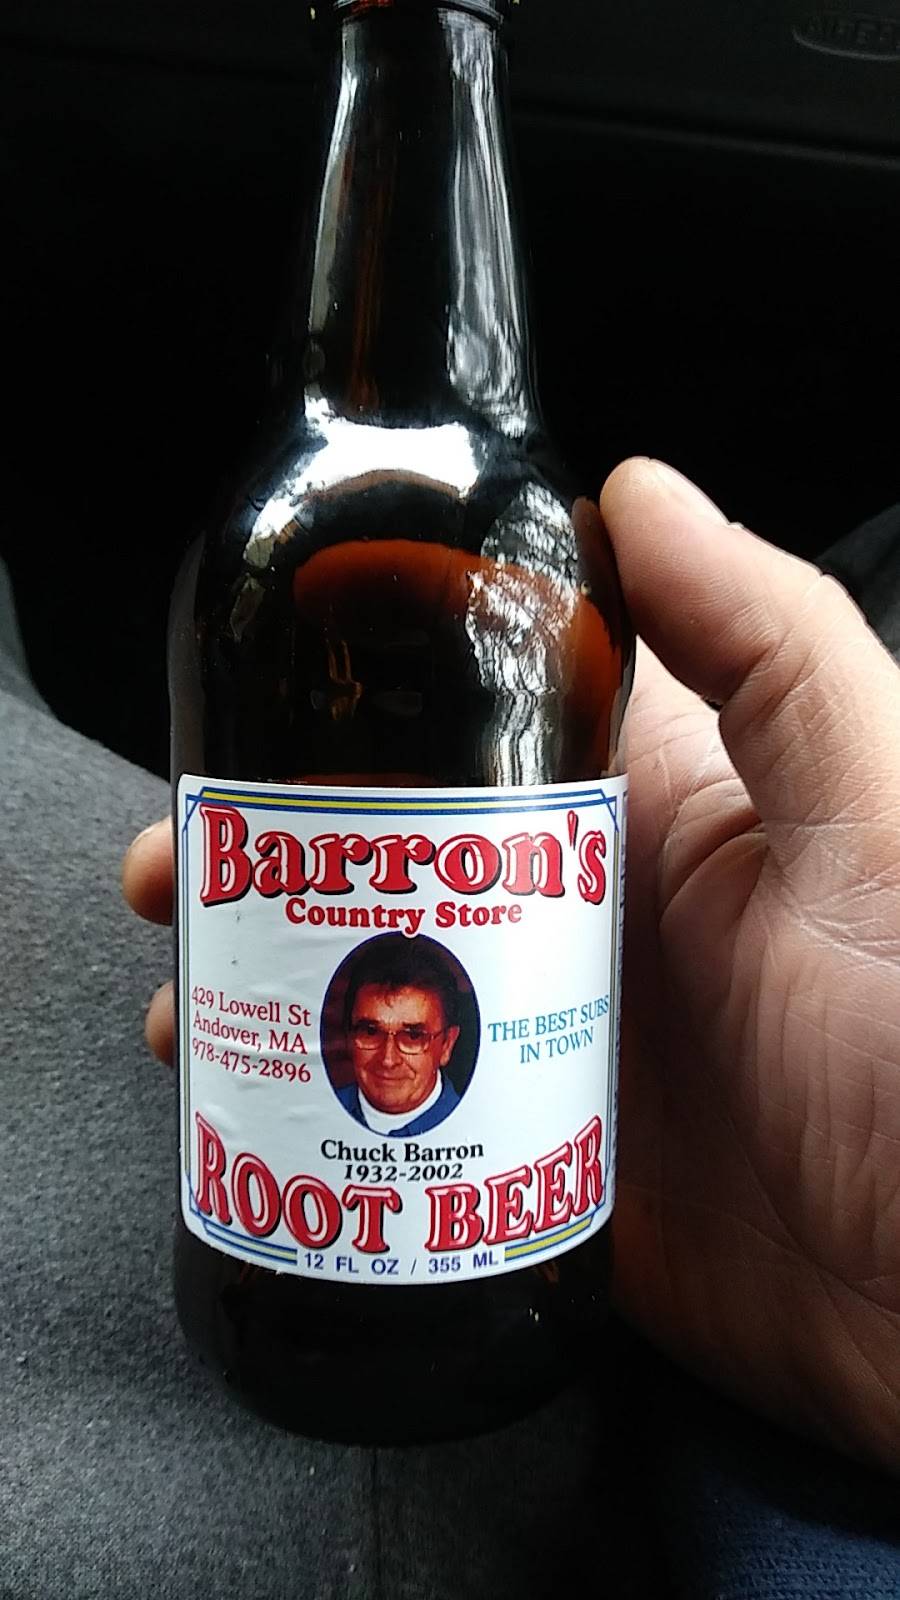 Barron's
Country Store
429 Lowell St
Andover, MA
978-475-2896
THE BEST SUBS
IN TOWN
Chuck Barron
1932-2002
ROOT BEER
12 FL OZ / 355 ML